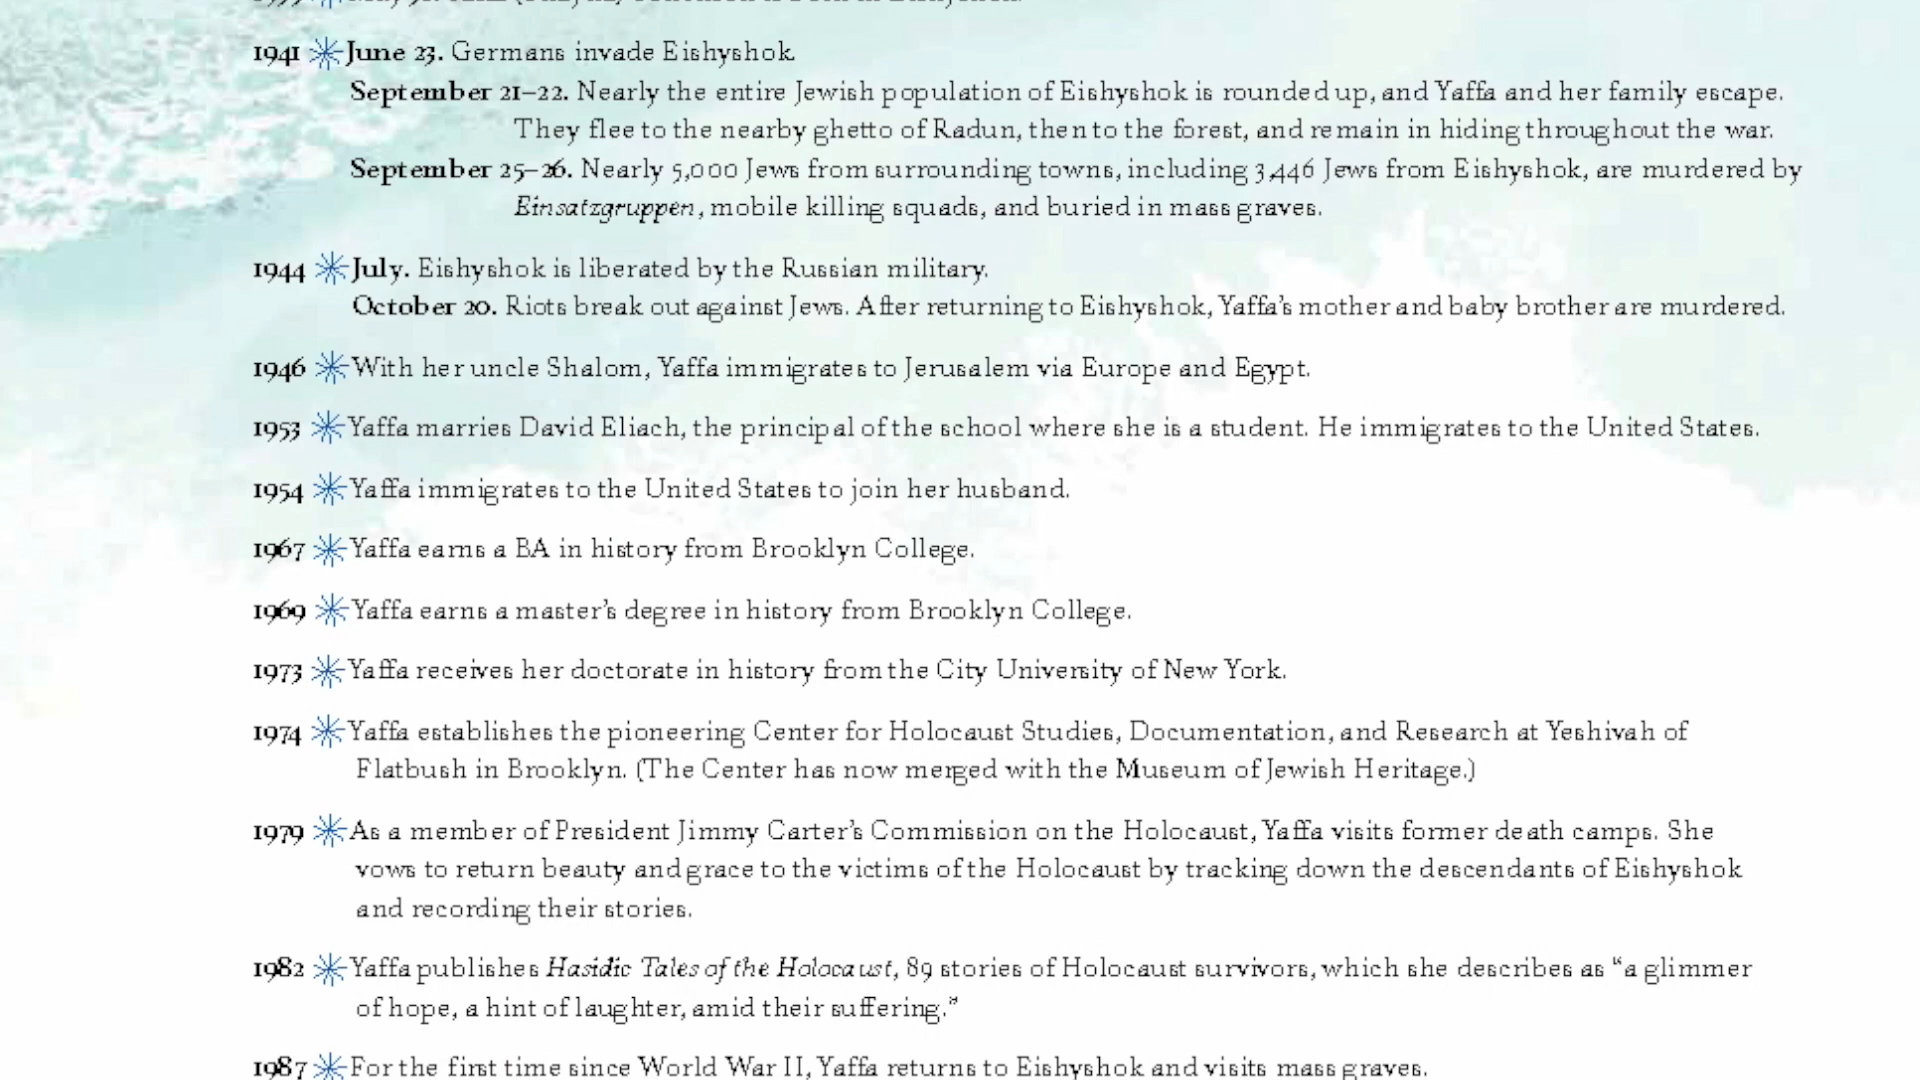 1941 June 23. Germans invade Eishyshok.
September 21–22. Nearly the entire Jewish population of Eishyshok is rounded up, and Yaffa and her family escape.
They flee to the nearby ghetto of Radun, then to the forest, and remain in hiding throughout the war.
September 25–26. Nearly 5,000 Jews from surrounding towns, including 3,446 Jews from Eishyshok, are murdered by
Einsatzgruppen, mobile killing squads, and buried in mass graves.
1944 July. Eishyshok is liberated by the Russian military.
October 20. Riots break out against Jews. After returning to Eishyshok, Yaffa’s mother and baby brother are murdered.
1946 With her uncle Shalom, Yaffa immigrates to Jerusalem via Europe and Egypt.
1953 Yaffa marries David Eliach, the principal of the school where she is a student. He immigrates to the United States.
1954 Yaffa immigrates to the United States to join her husband.
1967 Yaffa earns a BA in history from Brooklyn College.
1969 Yaffa earns a master’s degree in history from Brooklyn College.
1973 Yaffa receives her doctorate in history from the City University of New York.
1974 Yaffa establishes the pioneering Center for Holocaust Studies, Documentation, and Research at Yeshivah of
Flatbush in Brooklyn. (The Center has now merged with the Museum of Jewish Heritage.)
1979 As a member of President Jimmy Carter’s Commission on the Holocaust, Yaffa visits former death camps. She
vows to return beauty and grace to the victims of the Holocaust by tracking down the descendants of Eishyshok
and recording their stories.
1982 Yaffa publishes Hasidic Tales of the Holocaust, 89 stories of Holocaust survivors, which she describes as “a glimmer
of hope, a hint of laughter, amid their suffering.”
1987 For the first time since World War II, Yaffa returns to Eishyshok and visits mass graves.